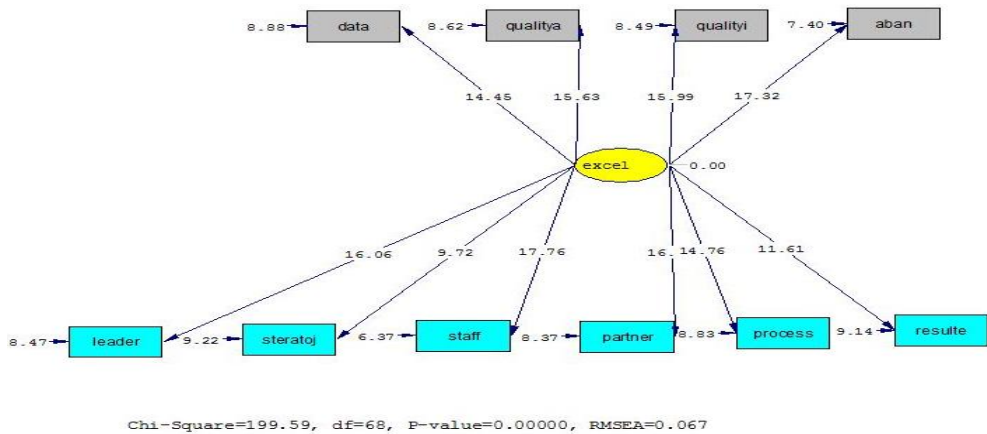 8.88 data 8.62 qualitya 8.49 qualityi 7.40 aban
14.45 15.63 15.99 17.32
excel 0.00
16.06 9.72 17.76 16. 14.76 11.61
8.47 leader 9.22 steratoj 6.37 staff 8.37 partner 8.83 process 9.14 resulte
Chi-Square=199.59, df=68, P-value=0.00000, RMSEA=0.067